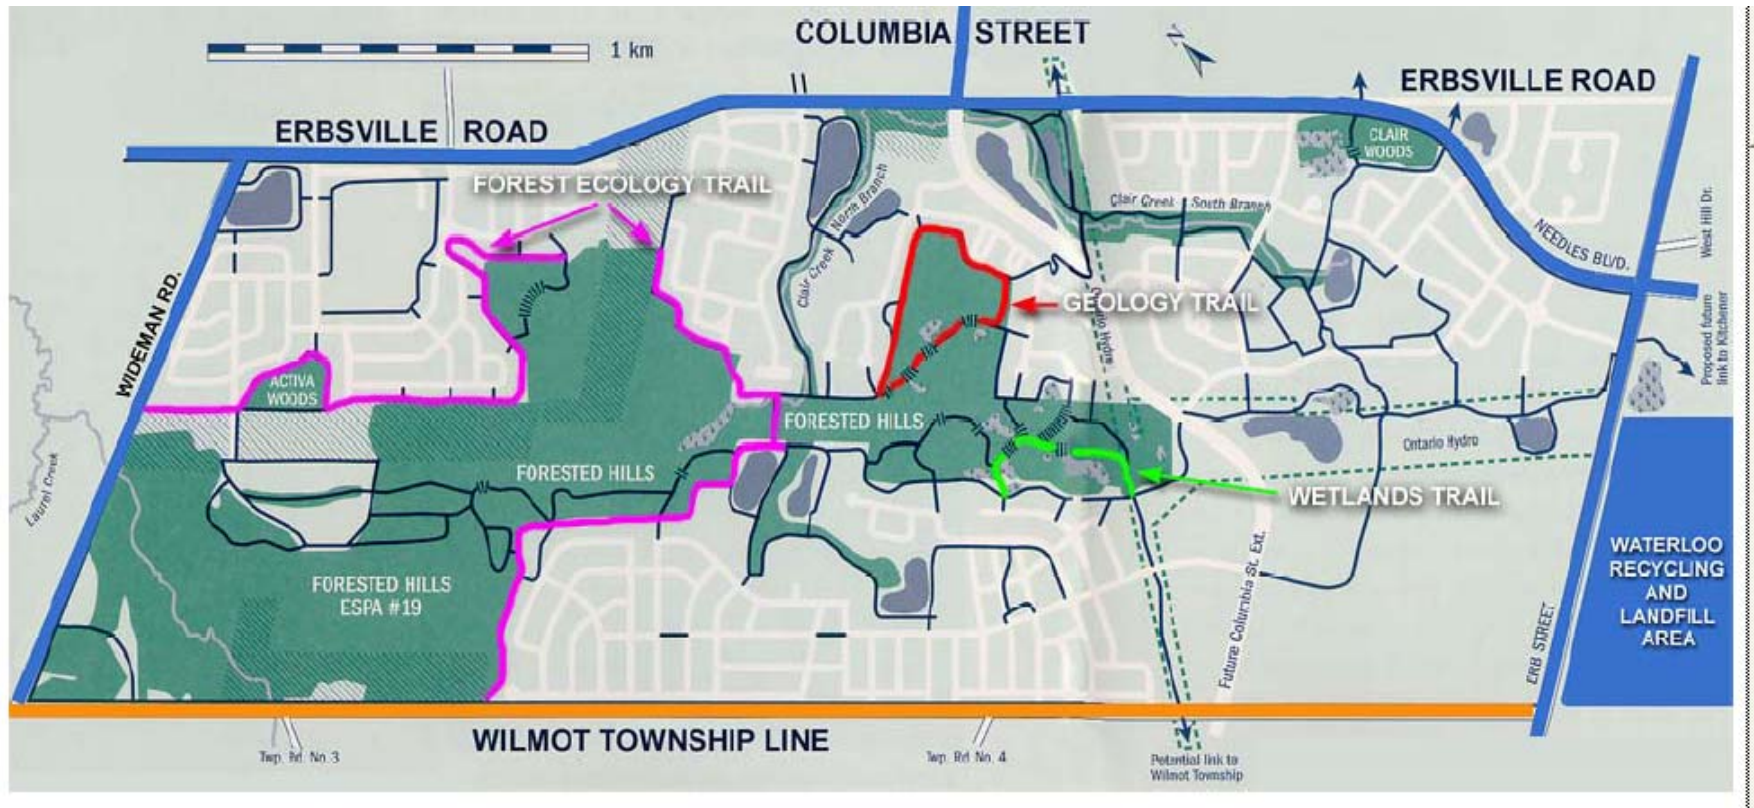 COLUMBIA STREET
N
1 km
ERBSVILLE ROAD
ERBSVILLE ROAD
CLAIR
WOODS
FOREST ECOLOGY TRAIL
Clair Creek North Branch
Clair Creek South Branch
West Hill Dr.
NEEDLES BLVD.
WIDEMAN RD.
GEOLOGY TRAIL
Proposed future
link to Kitchener
ACTIVA
WOODS
FORESTED HILLS
Ontario Hydro
FORESTED HILLS
Laurel Creek
WETLANDS TRAIL
FORESTED HILLS
ESPA #19
WATERLOO
RECYCLING
AND
LANDFILL
AREA
Future Columbia St. Ext.
ERB STREET
WILMOT TOWNSHIP LINE
Twp. Rd. No. 3
Twp. Rd. No. 4
Potential link to
Wilmot Township